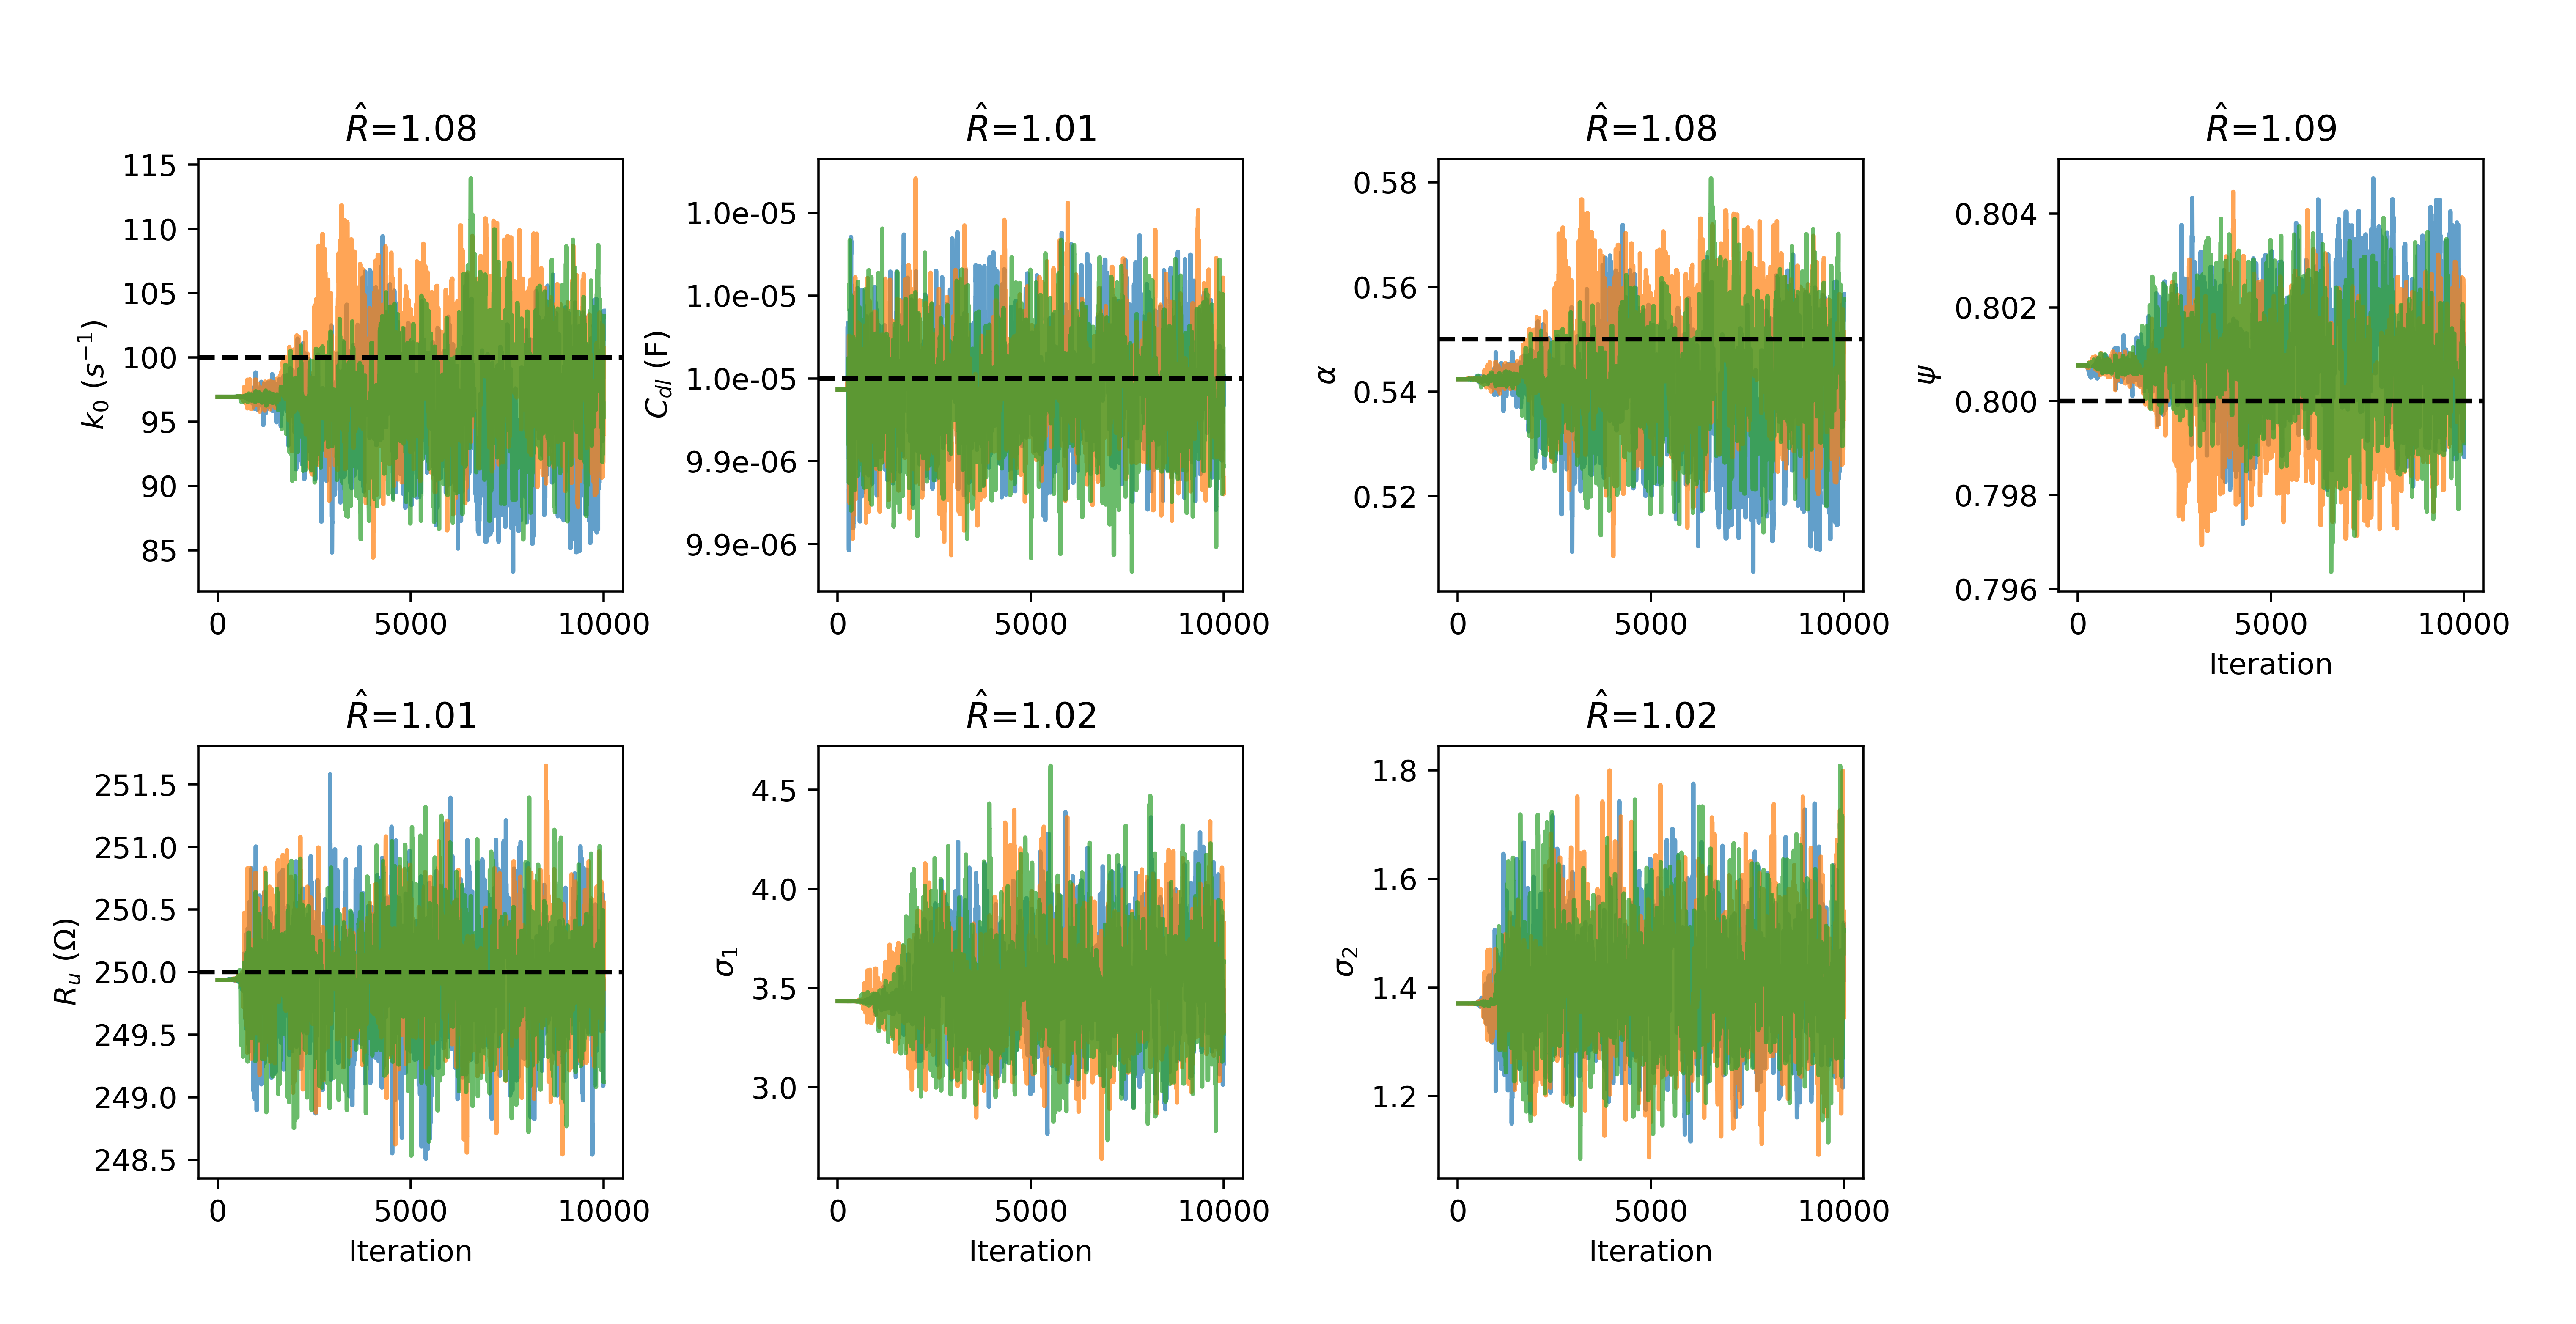 R̂=1.08
115
110
105
100
95
90
85
k₀ (s⁻¹)
0 5000 10000
R̂=1.01
1.0e-05
1.0e-05
1.0e-05
9.9e-06
9.9e-06
C_dl (F)
0 5000 10000
R̂=1.08
0.58
0.56
0.54
0.52
α
0 5000 10000
R̂=1.09
0.804
0.802
0.800
0.798
0.796
ψ
0 5000 10000
Iteration
R̂=1.01
251.5
251.0
250.5
250.0
249.5
249.0
248.5
R_u (Ω)
0 5000 10000
Iteration
R̂=1.02
4.5
4.0
3.5
3.0
σ₁
0 5000 10000
Iteration
R̂=1.02
1.8
1.6
1.4
1.2
σ₂
0 5000 10000
Iteration